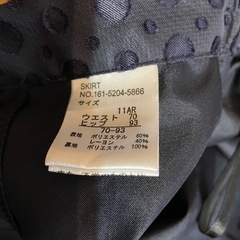 SKIRT
NO.161-5204-5866
サイズ
11AR
ウエスト 70
ヒップ 93
70-93
表地 ポリエステル 60%
レーヨン 40%
裏地 ポリエステル 100%